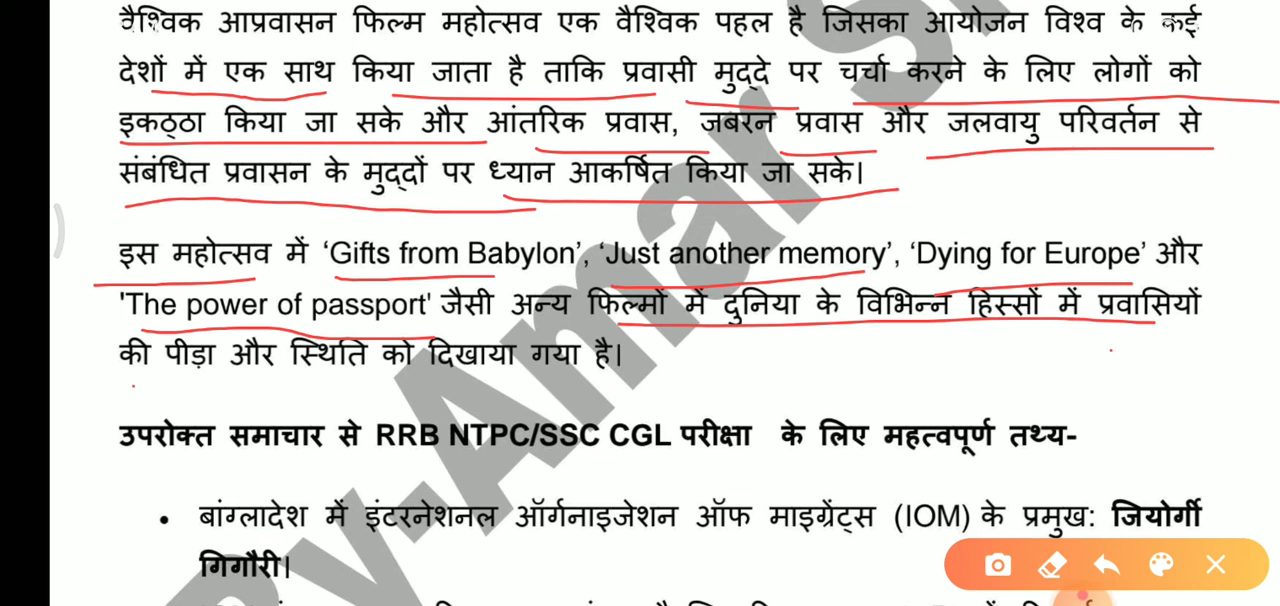 वैश्विक आप्रवासन फिल्म महोत्सव एक वैश्विक पहल है जिसका आयोजन विश्व के कई
देशों में एक साथ किया जाता है ताकि प्रवासी मुद्दे पर चर्चा करने के लिए लोगों को
इकठ्ठा किया जा सके और आंतरिक प्रवास, जबरन प्रवास और जलवायु परिवर्तन से
संबंधित प्रवासन के मुद्दों पर ध्यान आकर्षित किया जा सके।
इस महोत्सव में ‘Gifts from Babylon’, ‘Just another memory’, ‘Dying for Europe’ और
'The power of passport' जैसी अन्य फिल्मों में दुनिया के विभिन्न हिस्सों में प्रवासियों
की पीड़ा और स्थिति को दिखाया गया है।
उपरोक्त समाचार से RRB NTPC/SSC CGL परीक्षा के लिए महत्वपूर्ण तथ्य-
• बांग्लादेश में इंटरनेशनल ऑर्गनाइजेशन ऑफ माइग्रेंट्स (IOM) के प्रमुख: जियोर्गी
गिगौरी।
By-Amar S